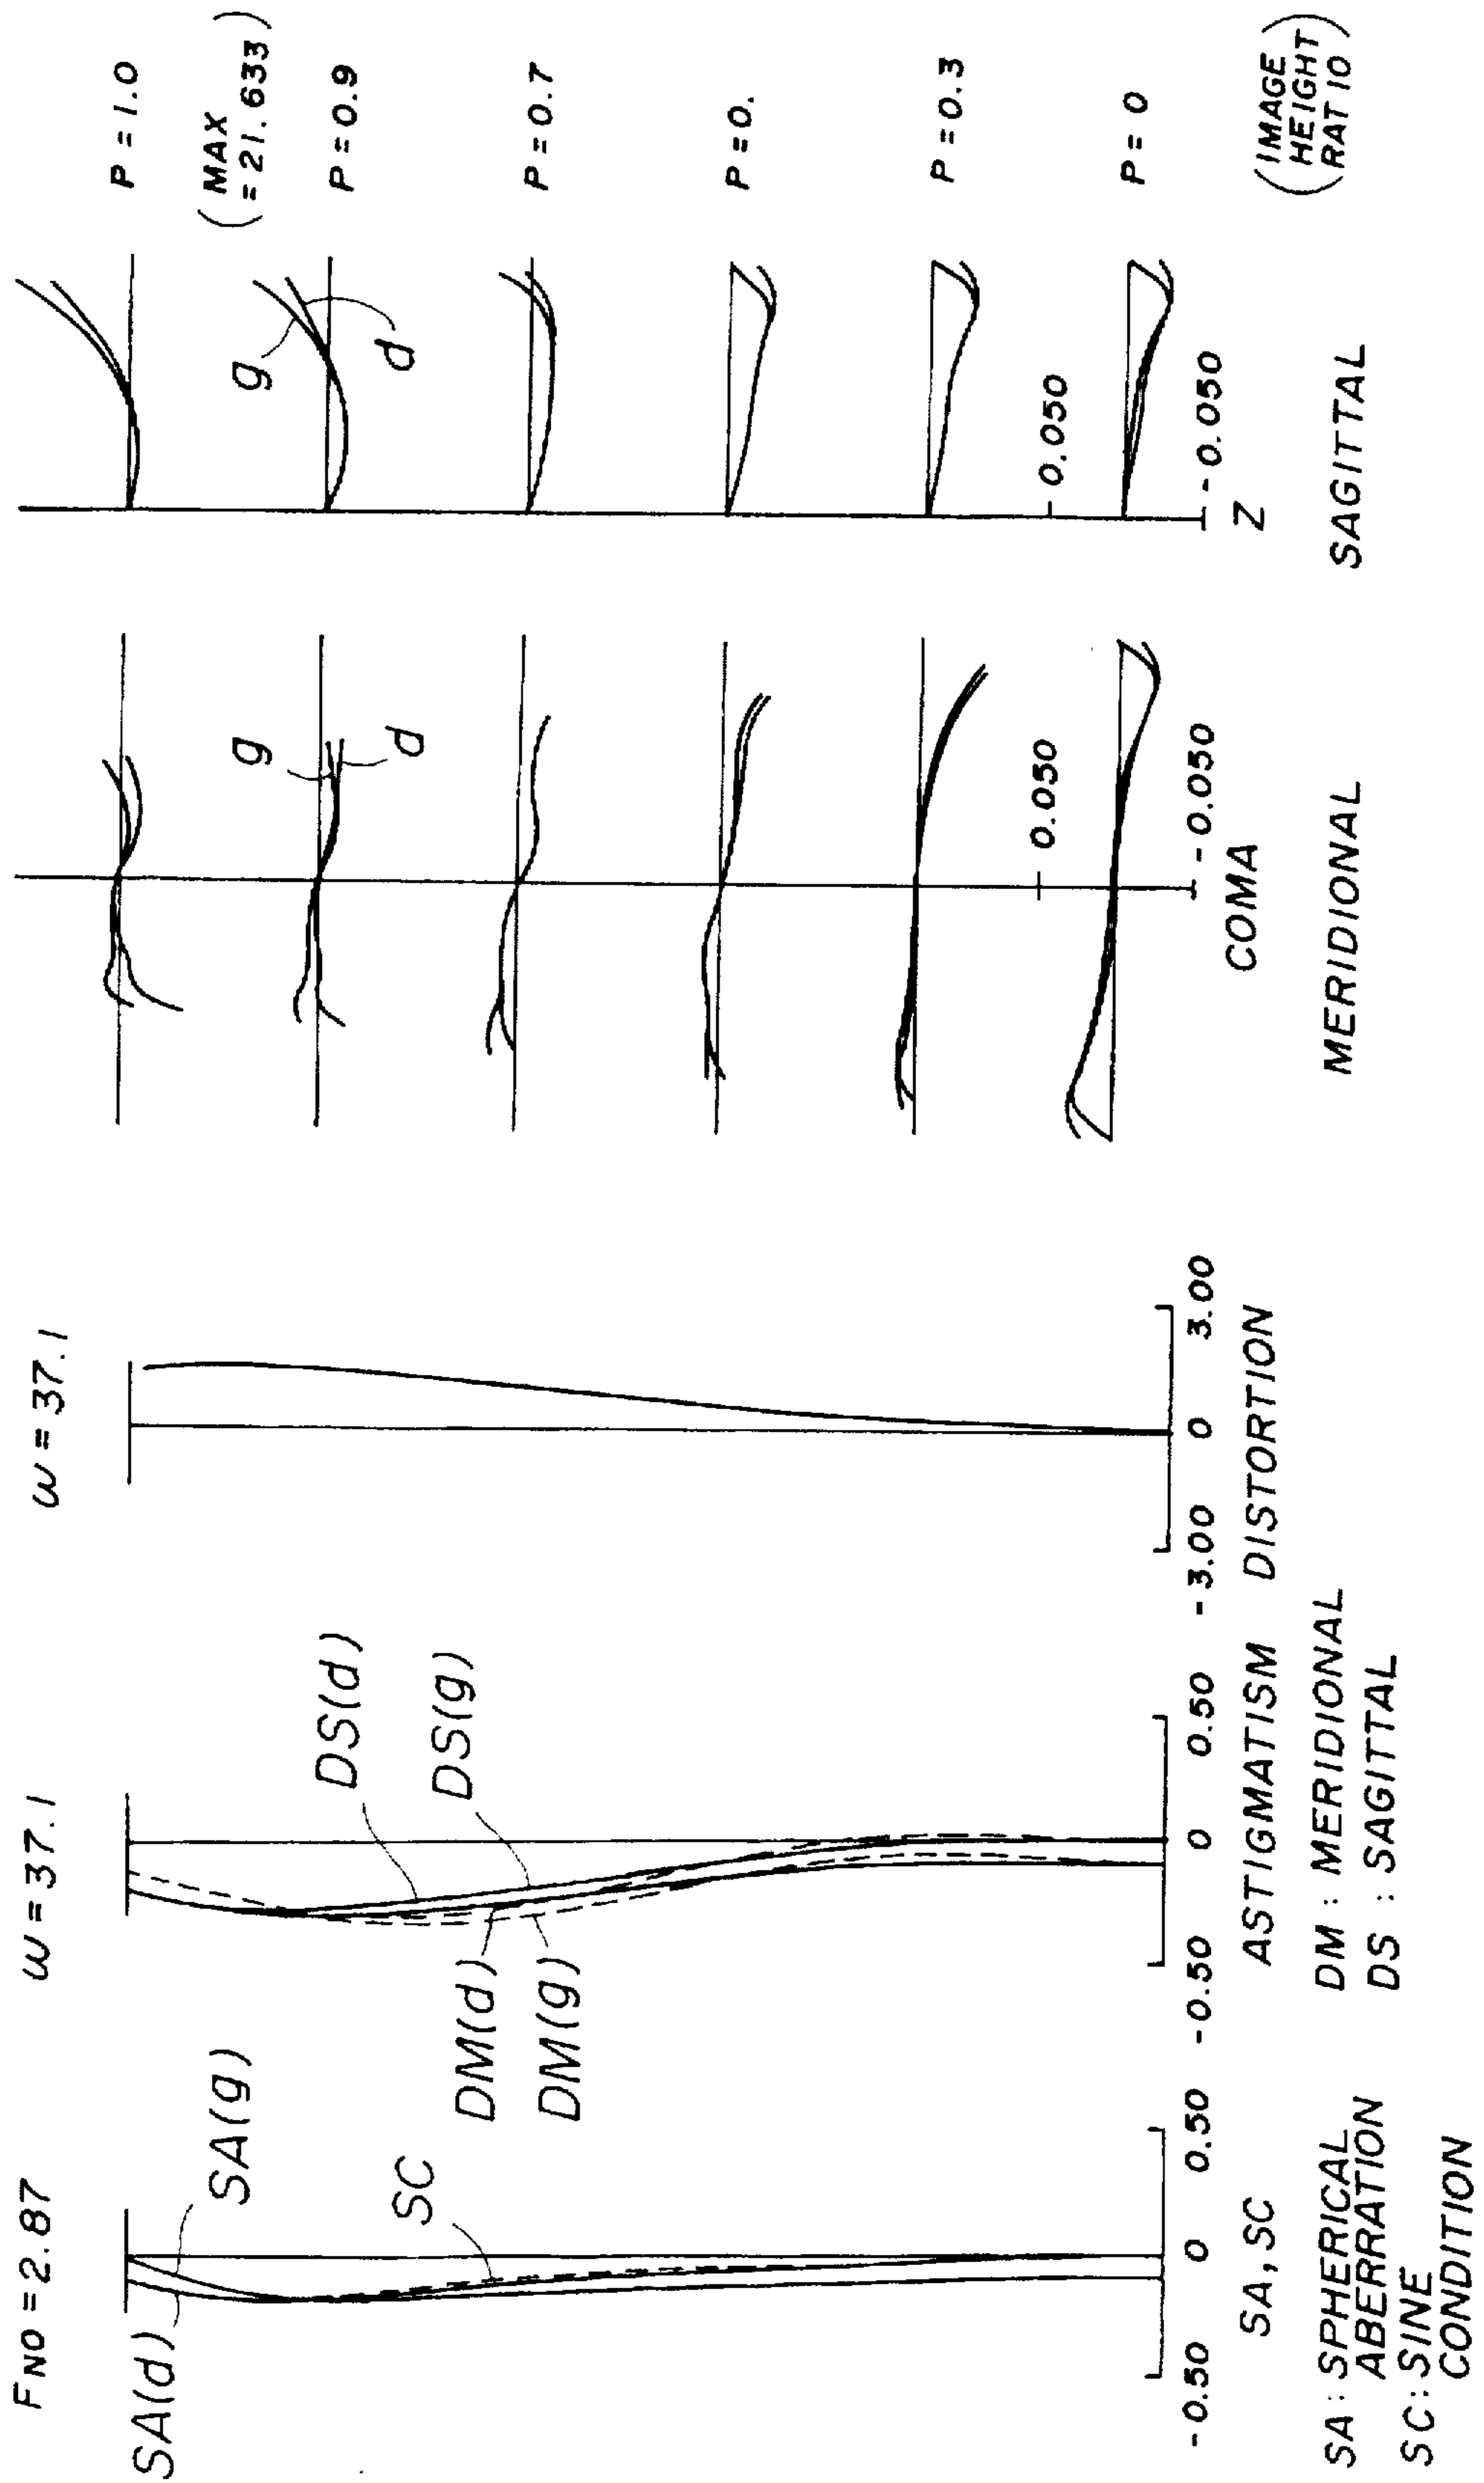 FNO = 2.87
SA(d)
SA(g)
SC
-0.50 0 0.50
SA, SC
SA : SPHERICAL
ABERRATION
SC : SINE
CONDITION
ω = 37.1
DS(d)
DS(g)
DM(d)
DM(g)
-0.50 0 0.50
ASTIGMATISM
DM : MERIDIONAL
DS : SAGITTAL
ω = 37.1
-3.00 0 3.00
DISTORTION
g
d
0.050
-0.050
COMA
MERIDIONAL
g
d
0.050
-0.050
Z
SAGITTAL
P = 1.0
(MAX
= 21.633)
P = 0.9
P = 0.7
P = 0.
P = 0.3
P = 0
(IMAGE
HEIGHT
RATIO)